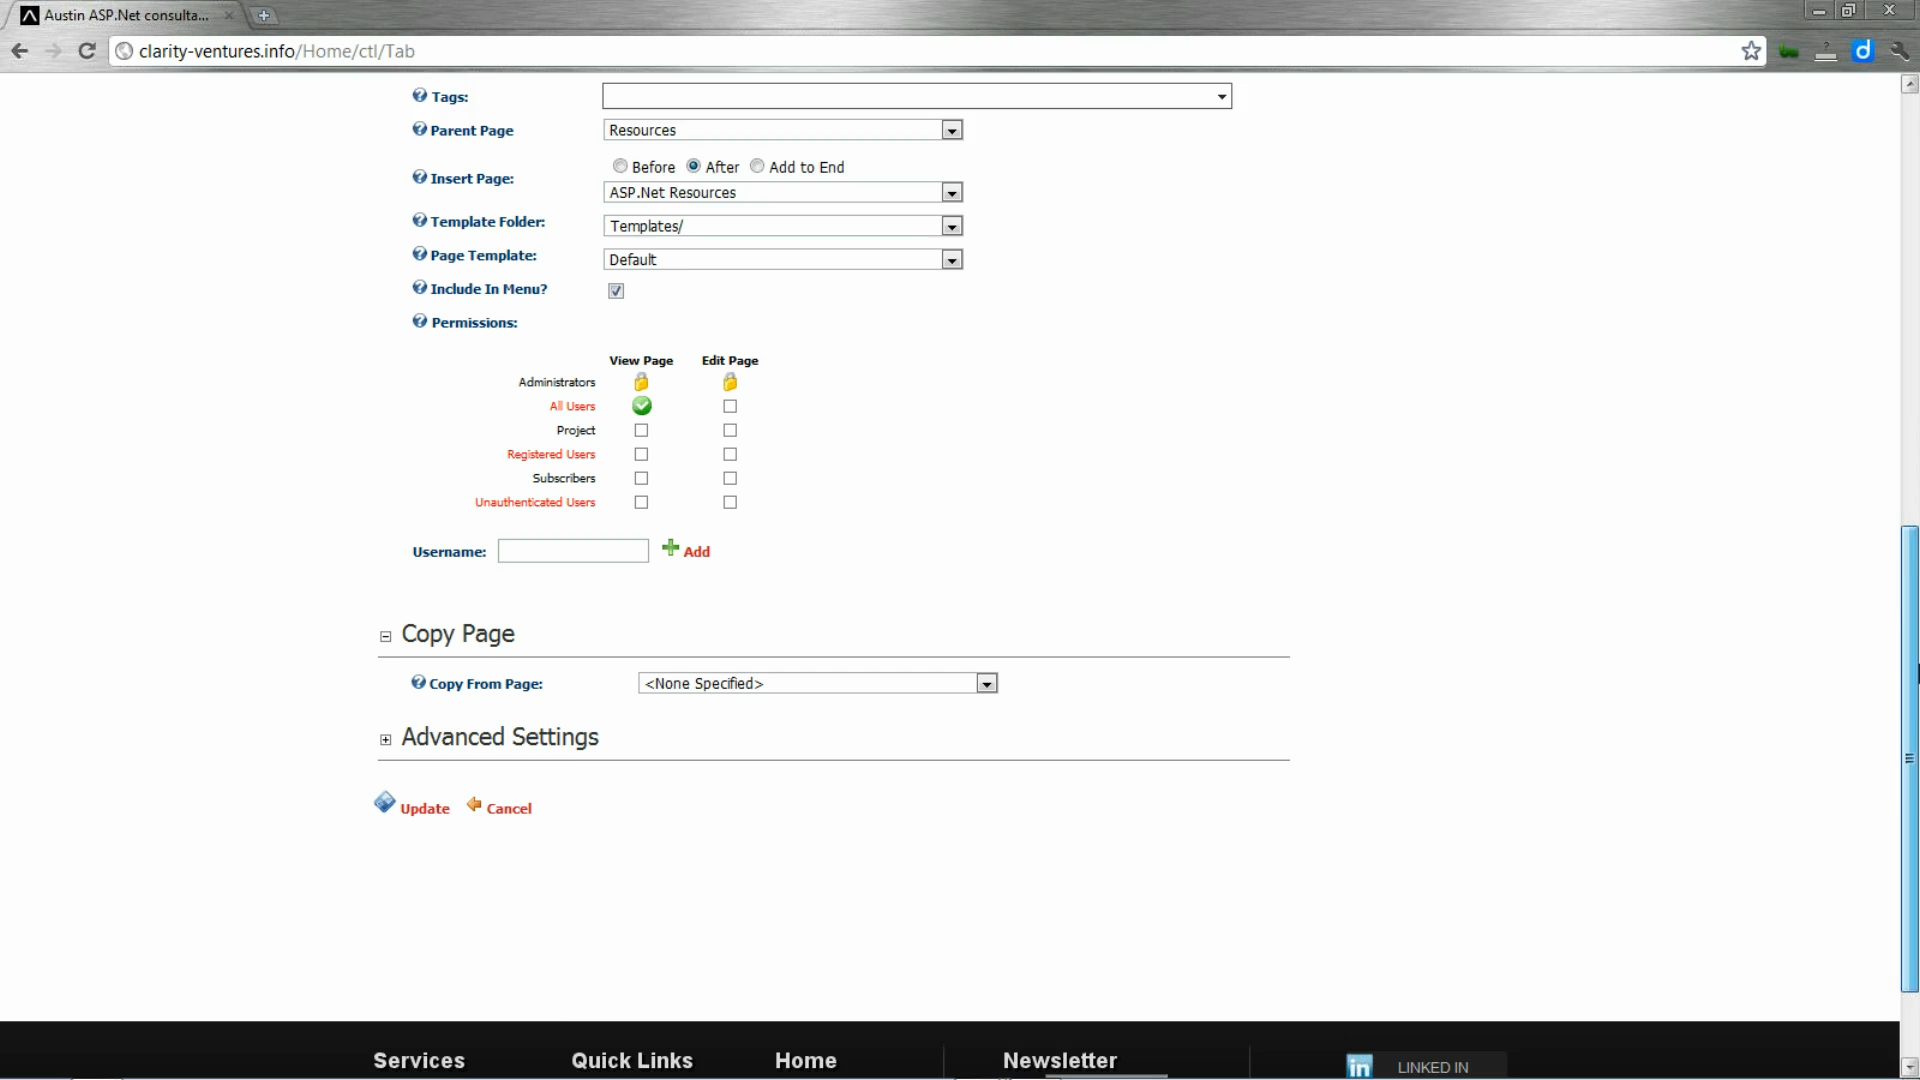 Austin ASP.Net consulta...
clarity-ventures.info/Home/ctl/Tab
Tags:
Parent Page Resources
Before After Add to End
Insert Page:
ASP.Net Resources
Template Folder: Templates/
Page Template: Default
Include In Menu?
Permissions:
View Page Edit Page
Administrators
All Users
Project
Registered Users
Subscribers
Unauthenticated Users
Username: Add
Copy Page
Copy From Page: <None Specified>
Advanced Settings
Update Cancel
Services Quick Links Home Newsletter in LINKED IN